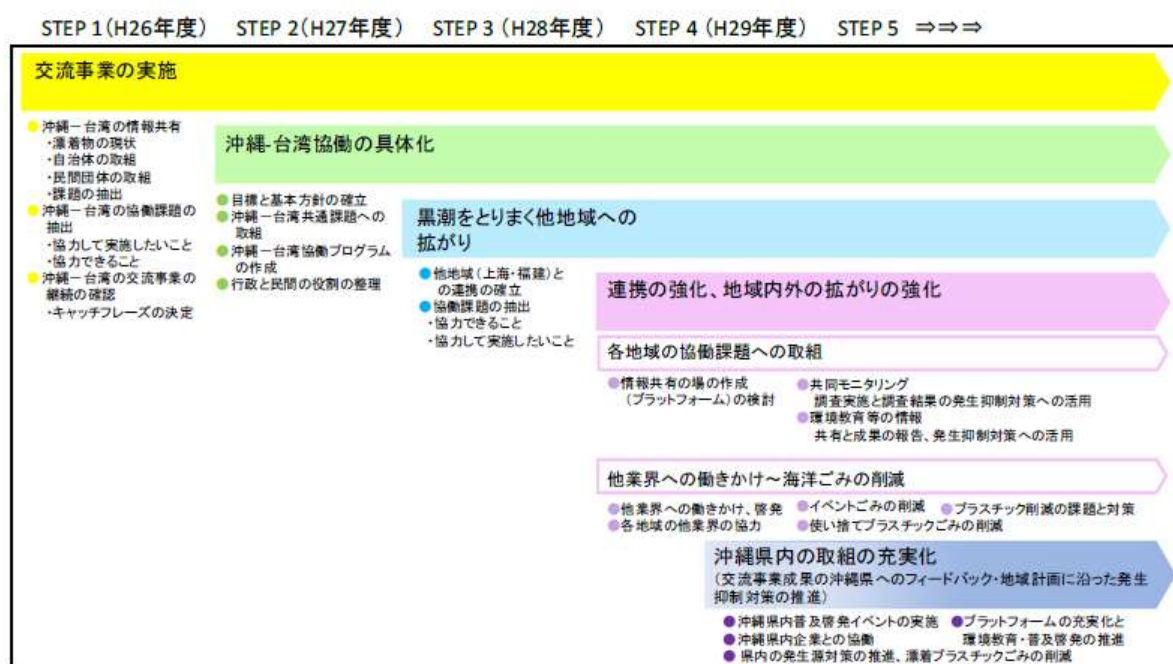 STEP 1(H26年度) STEP 2(H27年度) STEP 3 (H28年度) STEP 4 (H29年度) STEP 5 ⇒⇒⇒
交流事業の実施
●沖縄－台湾の情報共有
・漂着物の現状
・自治体の取組
・民間団体の取組
・課題の抽出
●沖縄－台湾の協働課題の
抽出
・協力して実施したいこと
・協力できること
●沖縄－台湾の交流事業の
継続の確認
・キャッチフレーズの決定
沖縄-台湾協働の具体化
●目標と基本方針の確立
●沖縄－台湾共通課題への
取組
●沖縄－台湾協働プログラム
の作成
●行政と民間の役割の整理
黒潮をとりまく他地域への
拡がり
●他地域(上海・福建)と
の連携の確立
●協働課題の抽出
・協力できること
・協力して実施したいこと
連携の強化、地域内外の拡がりの強化
各地域の協働課題への取組
●情報共有の場の作成
(プラットフォーム)の検討
●共同モニタリング
調査実施と調査結果の発生抑制対策への活用
●環境教育等の情報
共有と成果の報告、発生抑制対策への活用
他業界への働きかけ～海洋ごみの削減
●他業界への働きかけ、啓発
●各地域の他業界の協力
●イベントごみの削減
●使い捨てプラスチックごみの削減
●プラスチック削減の課題と対策
沖縄県内の取組の充実化
(交流事業成果の沖縄県へのフィードバック・地域計画に沿った発生
抑制対策の推進)
●沖縄県内普及啓発イベントの実施
●沖縄県内企業との協働
●プラットフォームの充実化と
環境教育・普及啓発の推進
●県内の発生源対策の推進、漂着プラスチックごみの削減